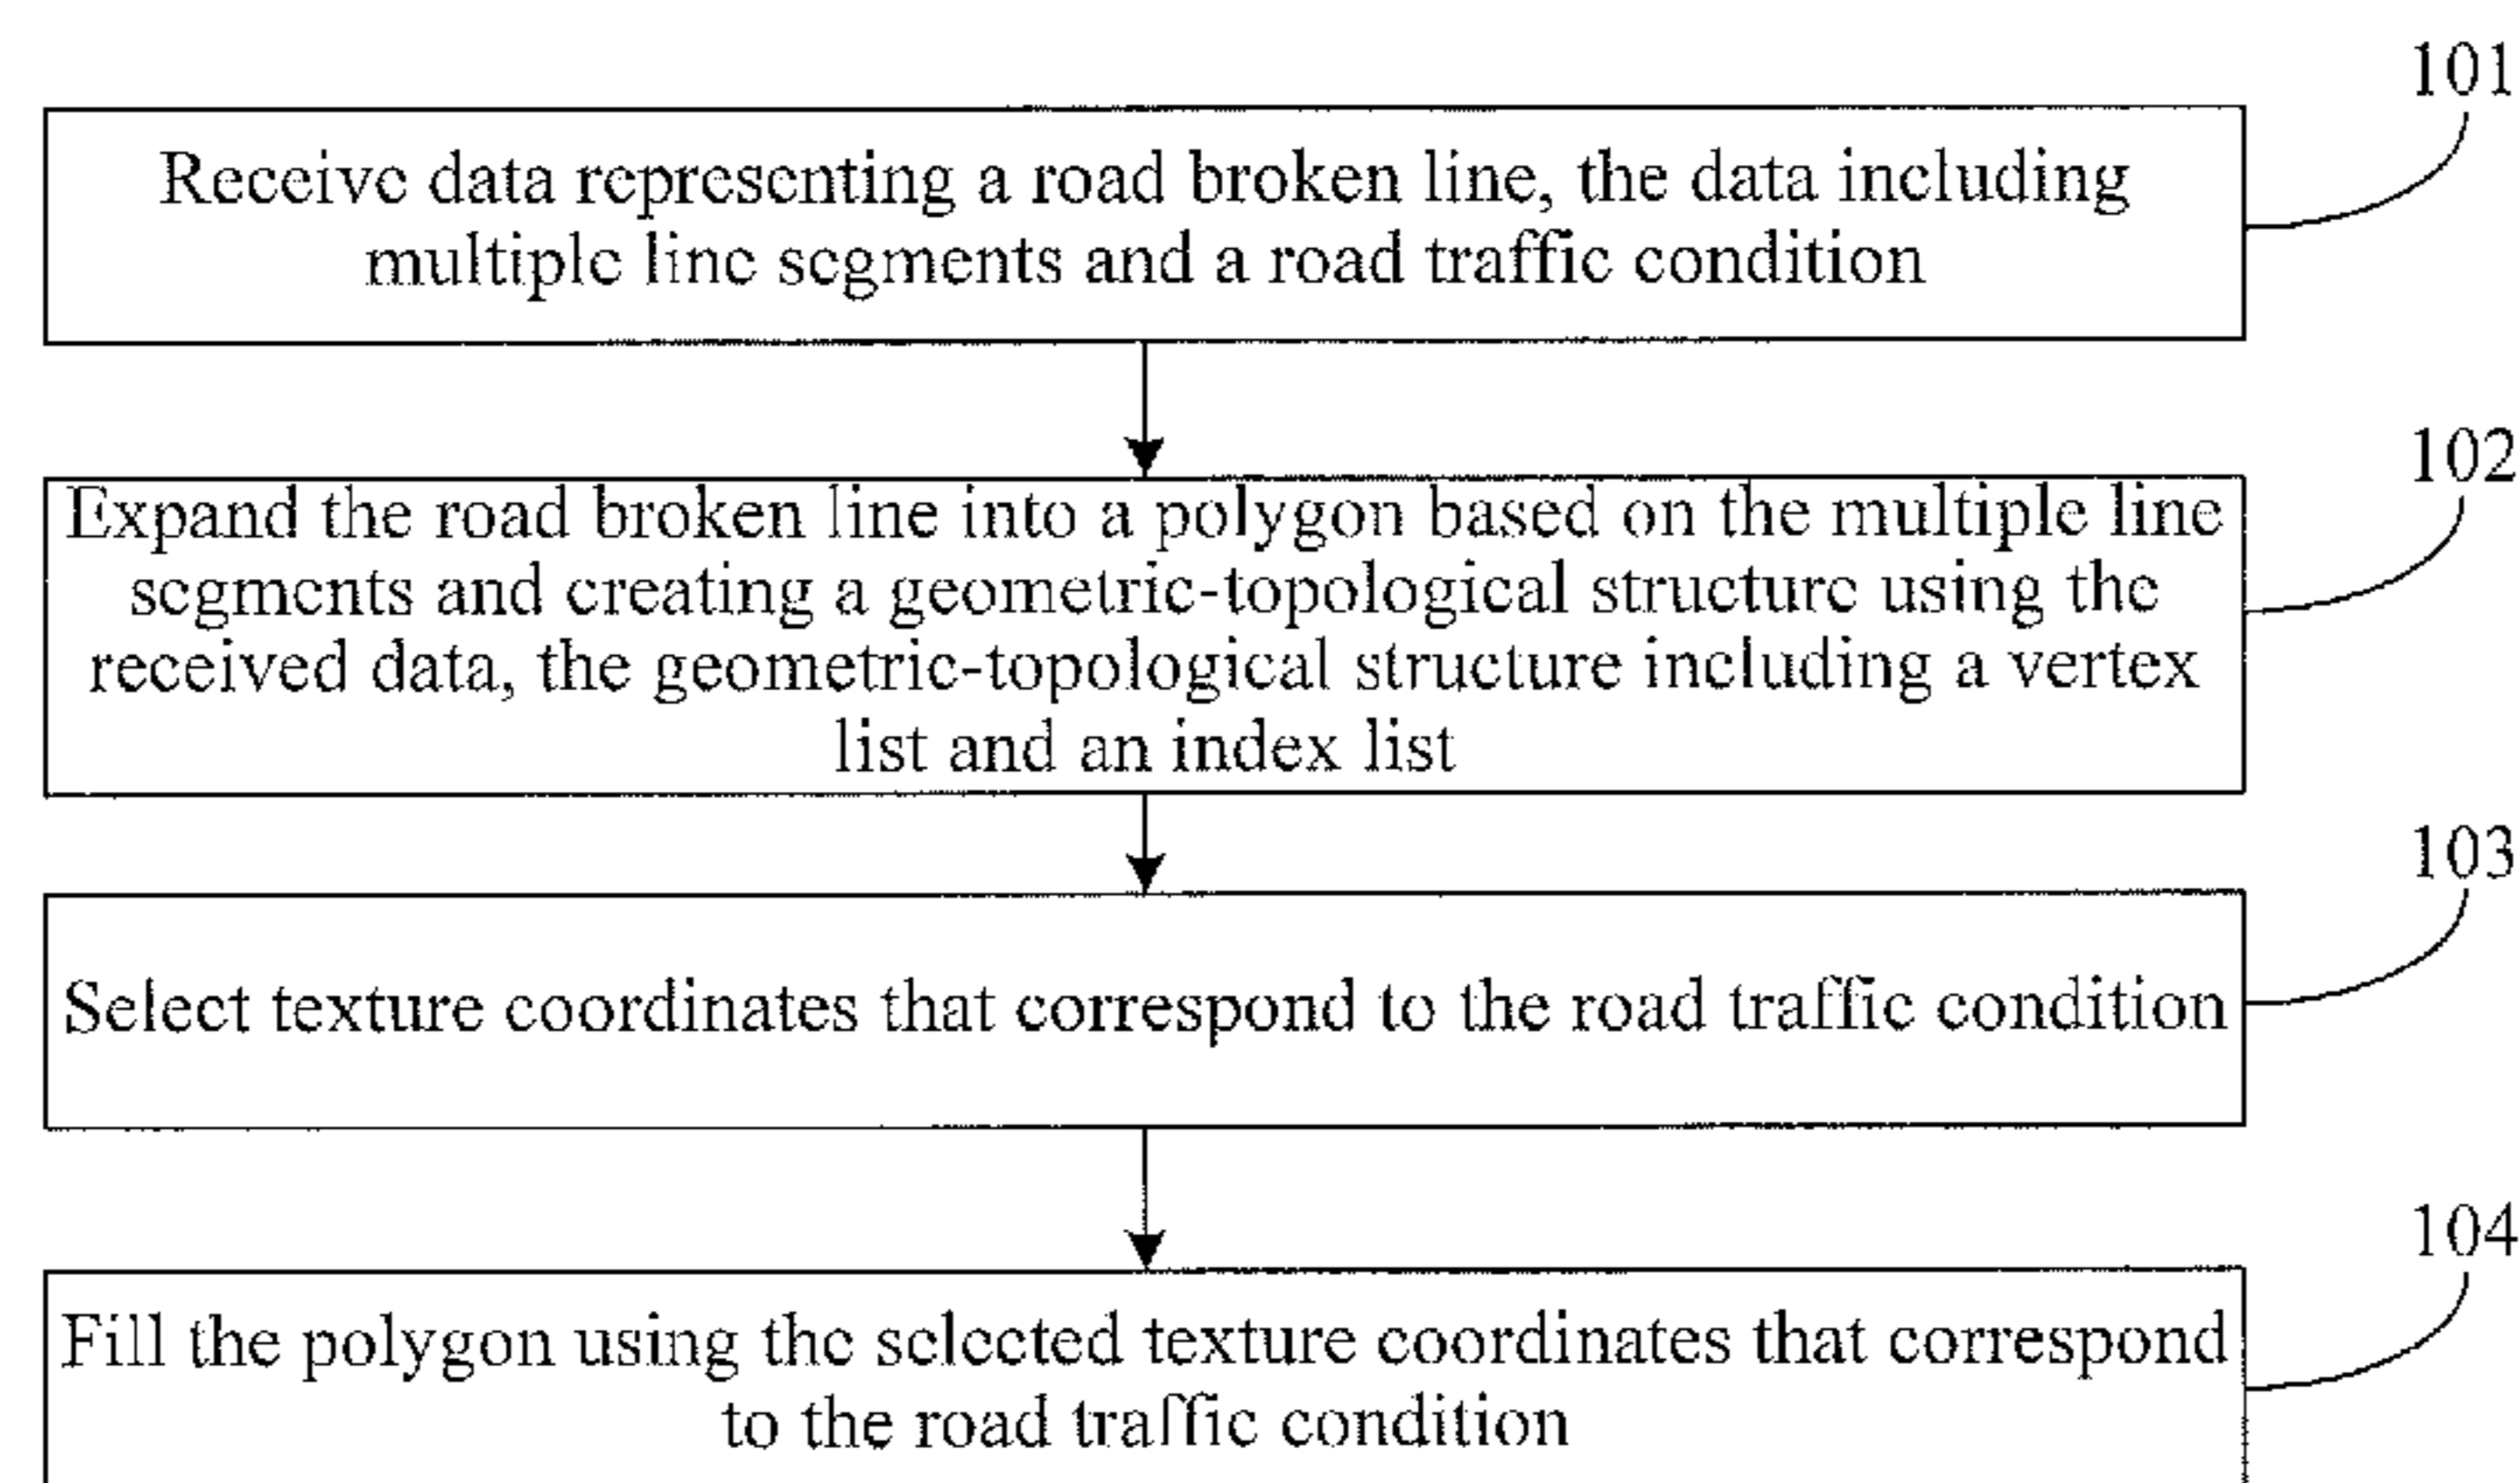 101
Receive data representing a road broken line, the data including
multiple line segments and a road traffic condition
102
Expand the road broken line into a polygon based on the multiple line
segments and creating a geometric-topological structure using the
received data, the geometric-topological structure including a vertex
list and an index list
103
Select texture coordinates that correspond to the road traffic condition
104
Fill the polygon using the selected texture coordinates that correspond
to the road traffic condition